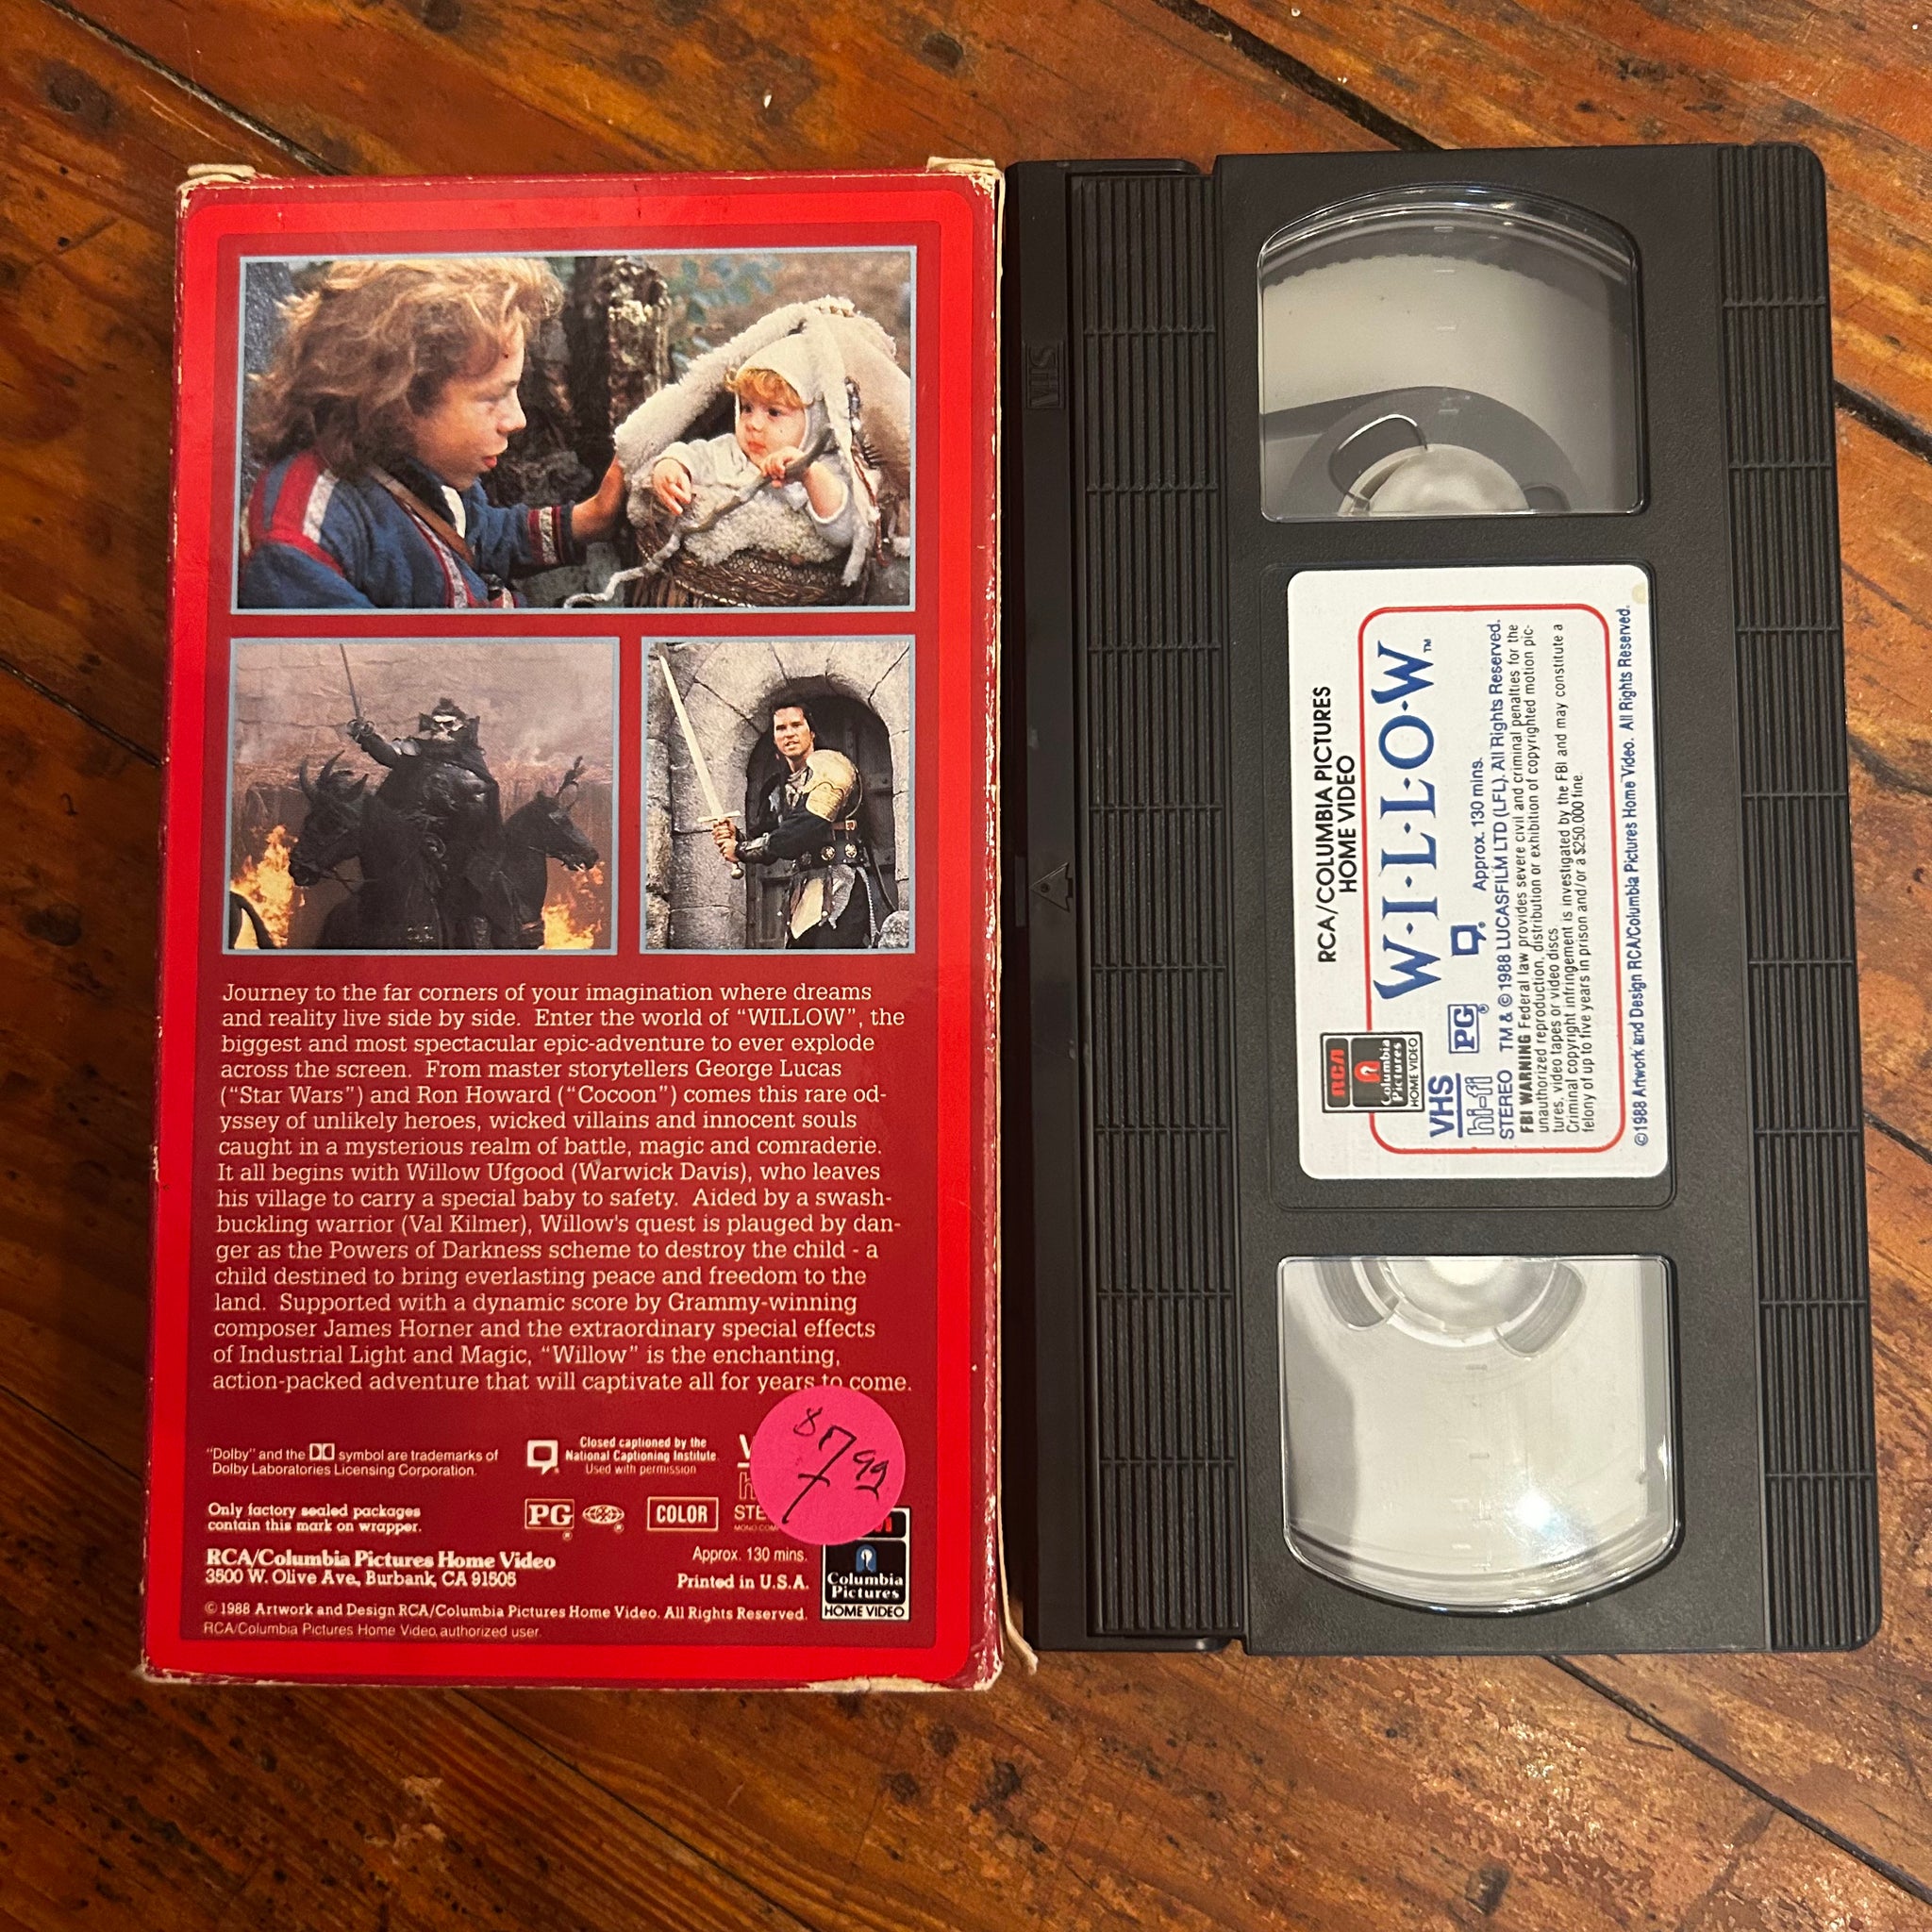 Journey to the far corners of your imagination where dreams
and reality live side by side. Enter the world of “WILLOW”, the
biggest and most spectacular epic-adventure to ever explode
across the screen. From master storytellers George Lucas
(“Star Wars”) and Ron Howard (“Cocoon”) comes this rare od-
yssey of unlikely heroes, wicked villains and innocent souls
caught in a mysterious realm of battle, magic and comraderie.
It all begins with Willow Ufgood (Warwick Davis), who leaves
his village to carry a special baby to safety. Aided by a swash-
buckling warrior (Val Kilmer), Willow's quest is plauged by dan-
ger as the Powers of Darkness scheme to destroy the child - a
child destined to bring everlasting peace and freedom to the
land. Supported with a dynamic score by Grammy-winning
composer James Horner and the extraordinary special effects
of Industrial Light and Magic, “Willow” is the enchanting,
action-packed adventure that will captivate all for years to come.
$7.99
"Dolby" and the symbol are trademarks of
Dolby Laboratories Licensing Corporation.
Closed captioned by the
National Captioning Institute
Used with permission
Only factory sealed packages
contain this mark on wrapper.
PG ®
®
COLOR
RCA/Columbia Pictures Home Video
3500 W. Olive Ave., Burbank, CA 91505
Approx. 130 mins.
Printed in U.S.A.
© 1988 Artwork and Design RCA/Columbia Pictures Home Video. All Rights Reserved.
RCA/Columbia Pictures Home Video, authorized user.
Columbia
Pictures
HOME VIDEO
VHS
RCA/COLUMBIA PICTURES
HOME VIDEO
RCA
Columbia
Pictures
HOME VIDEO
W·I·L·L·O·W™
VHS
hi-fi
STEREO
PG ®
Approx. 130 mins.
TM & © 1988 LUCASFILM LTD (LFL). All Rights Reserved.
FBI WARNING Federal law provides severe civil and criminal penalties for the
unauthorized reproduction, distribution or exhibition of copyrighted motion pic-
tures, video tapes or video discs
Criminal copyright infringement is investigated by the FBI and may constitute a
felony of up to five years in prison and/or a $250,000 fine
©1988 Artwork and Design RCA/Columbia Pictures Home Video. All Rights Reserved.